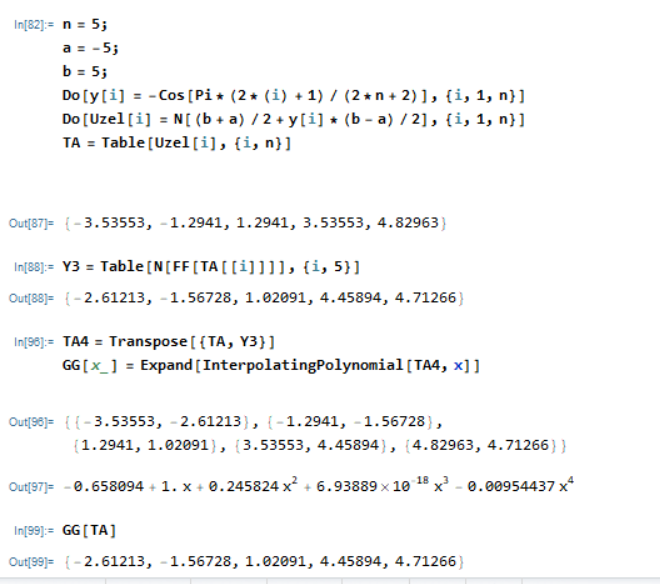 In[82]:= n = 5;
a = -5;
b = 5;
Do[y[i] = -Cos[Pi * (2 * (i) + 1) / (2 * n + 2)], {i, 1, n}]
Do[Uzel[i] = N[(b + a) / 2 + y[i] * (b - a) / 2], {i, 1, n}]
TA = Table[Uzel[i], {i, n}]
Out[87]= {-3.53553, -1.2941, 1.2941, 3.53553, 4.82963}
In[88]:= Y3 = Table[N[FF[TA[[i]]]], {i, 5}]
Out[88]= {-2.61213, -1.56728, 1.02091, 4.45894, 4.71266}
In[96]:= TA4 = Transpose[{TA, Y3}]
GG[x_] = Expand[InterpolatingPolynomial[TA4, x]]
Out[96]= {{-3.53553, -2.61213}, {-1.2941, -1.56728},
{1.2941, 1.02091}, {3.53553, 4.45894}, {4.82963, 4.71266}}
Out[97]= -0.658094 + 1. x + 0.245824 x² + 6.93889 × 10⁻¹⁸ x³ - 0.00954437 x⁴
In[99]:= GG[TA]
Out[99]= {-2.61213, -1.56728, 1.02091, 4.45894, 4.71266}